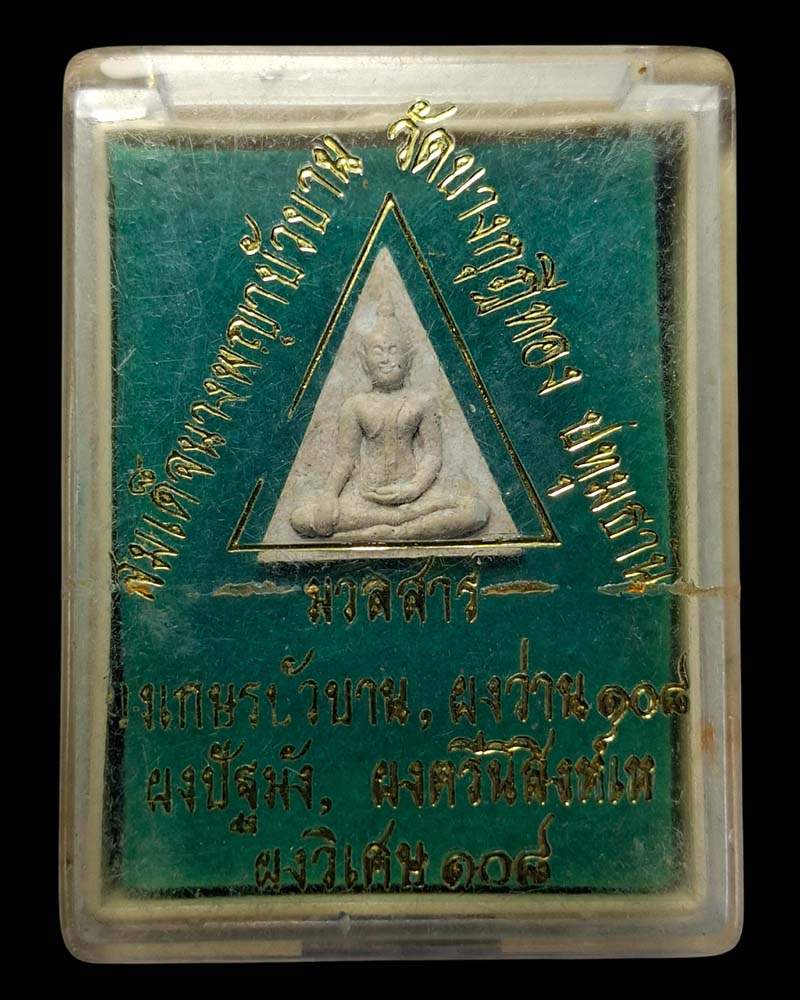 สมเด็จนางพญาบัวบาน
วัดบางกุฎีทอง ปทุมธานี
มวลสาร
ผงเกษรบัวบาน, ผงว่าน ๑๐๘
ผงปัฐมัง, ผงตรีนิสิงห์เห
ผงวิเศษ ๑๐๘